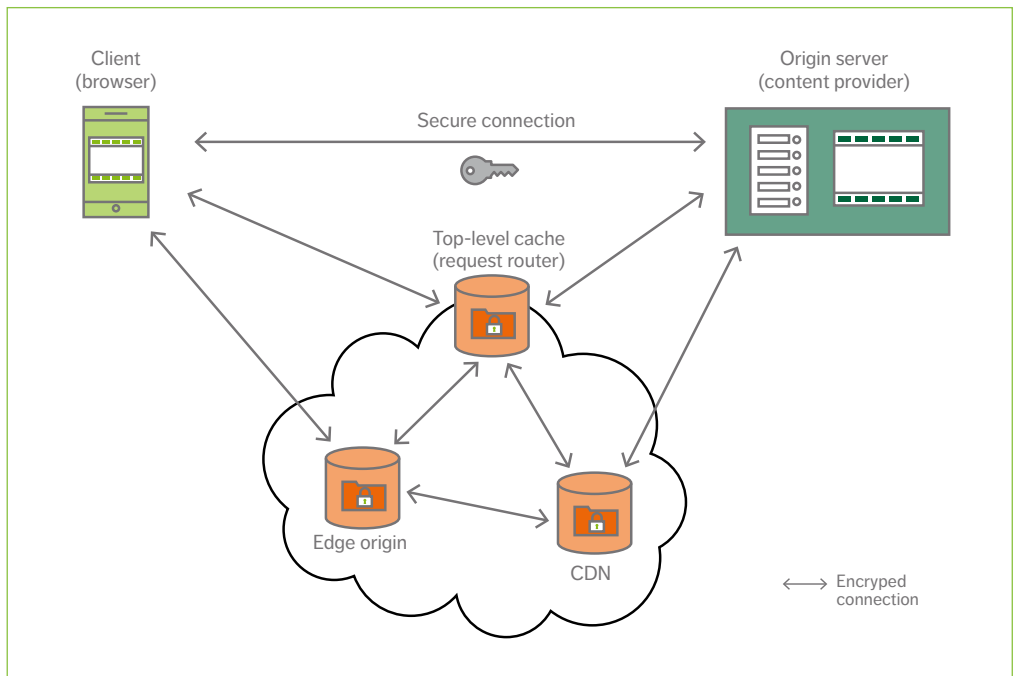 Client
(browser)
Origin server
(content provider)
Secure connection
Top-level cache
(request router)
Edge origin
CDN
Encryped
connection